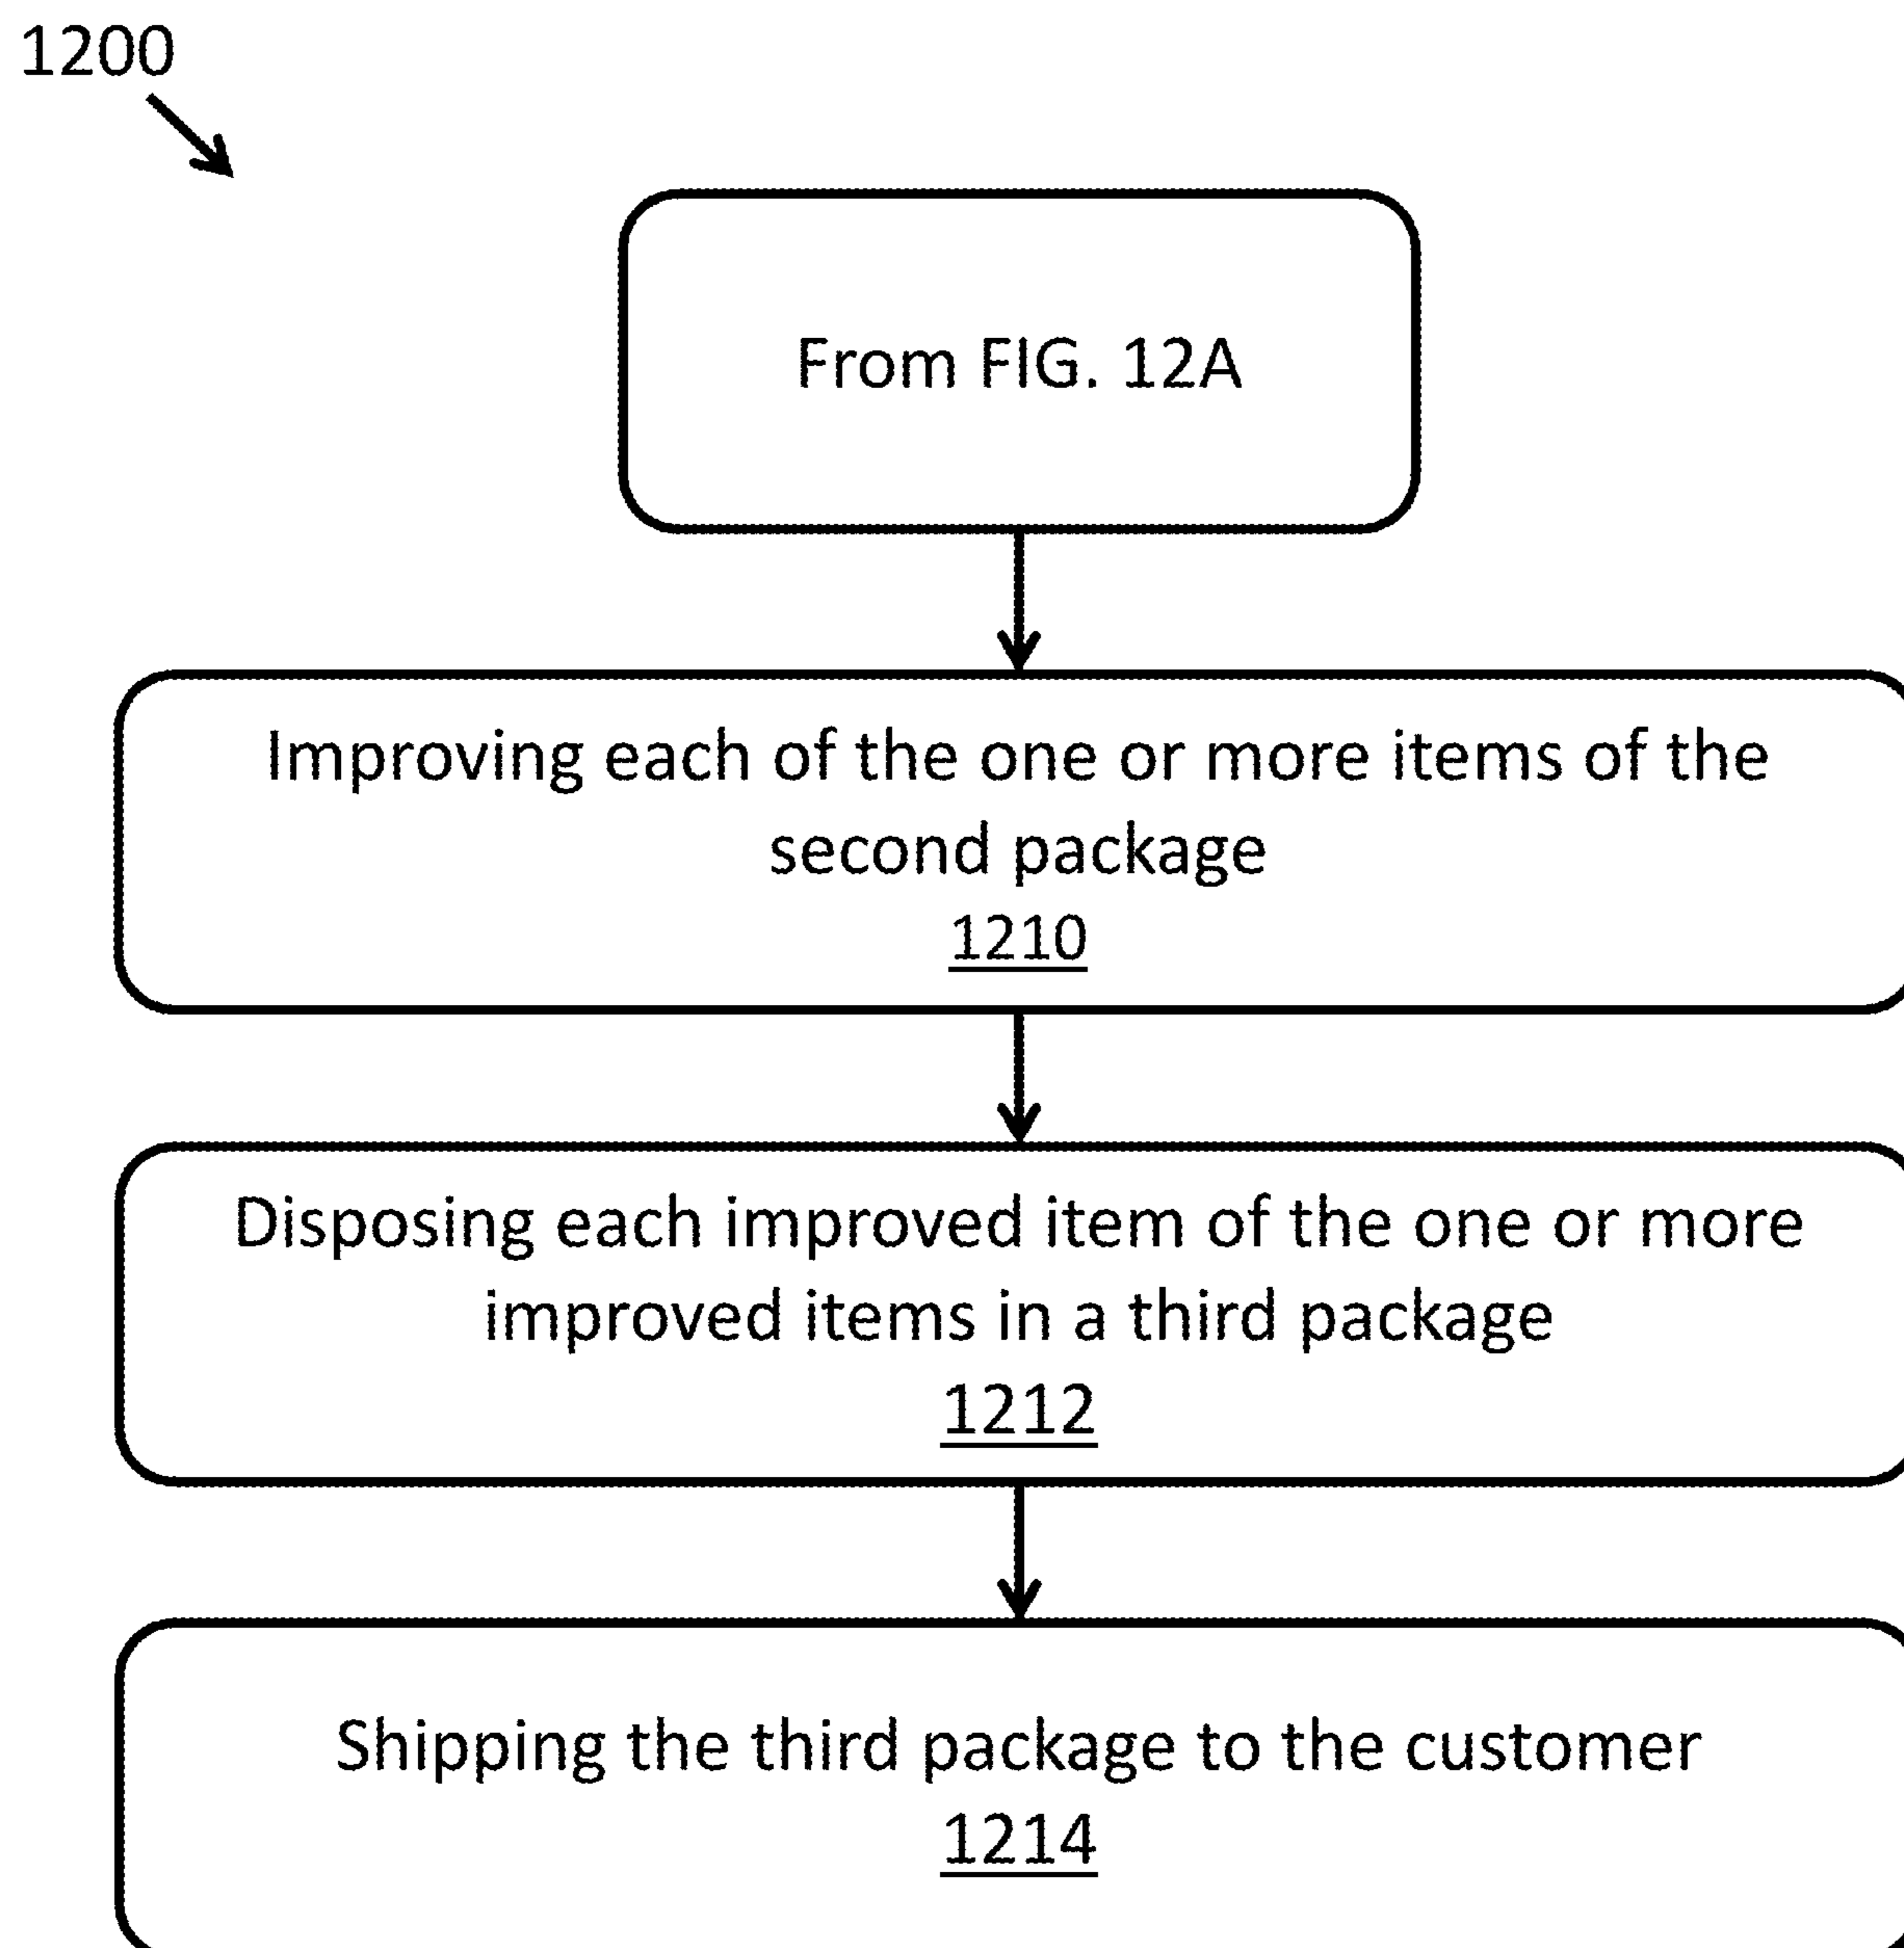 1200
From FIG. 12A
Improving each of the one or more items of the
second package
1210
Disposing each improved item of the one or more
improved items in a third package
1212
Shipping the third package to the customer
1214